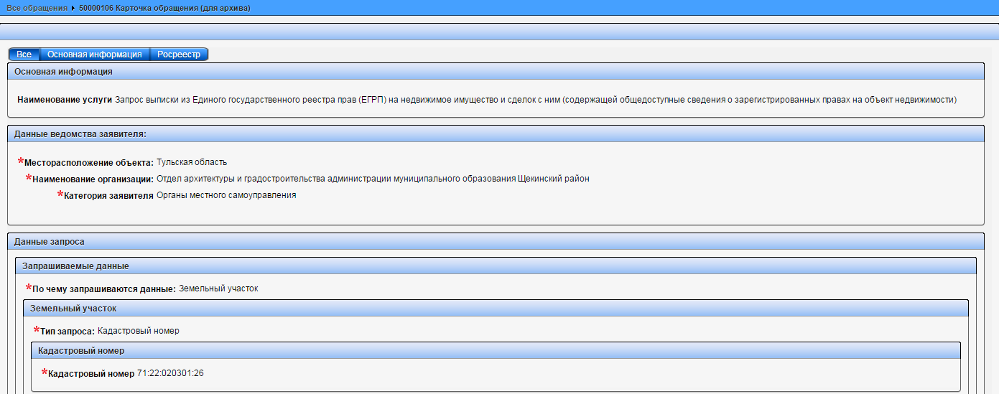 Все обращения 50000106 Карточка обращения (для архива)
Все Основная информация Росреестр
Основная информация
Наименование услуги Запрос выписки из Единого государственного реестра прав (ЕГРП) на недвижимое имущество и сделок с ним (содержащей общедоступные сведения о зарегистрированных правах на объект недвижимости)
Данные ведомства заявителя:
*Месторасположение объекта: Тульская область
*Наименование организации: Отдел архитектуры и градостроительства администрации муниципального образования Щекинский район
*Категория заявителя Органы местного самоуправления
Данные запроса
Запрашиваемые данные
*По чему запрашиваются данные: Земельный участок
Земельный участок
*Тип запроса: Кадастровый номер
Кадастровый номер
*Кадастровый номер 71:22:020301:26